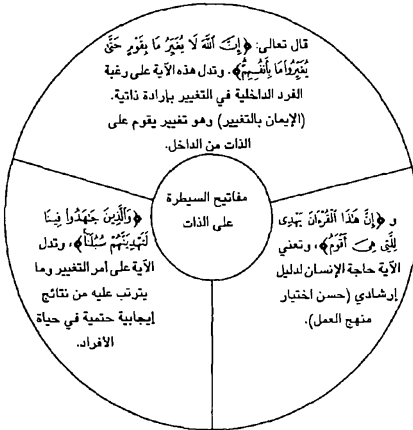 قال تعالى: ﴿إِنَّ اللَّهَ لَا يُغَيِّرُ مَا بِقَوْمٍ حَتَّى
يُغَيِّرُوا مَا بِأَنفُسِهِمْ﴾. وتدل هذه الآية على رغبة
الفرد الداخلية في التغيير بإرادة ذاتية.
(الإيمان بالتغيير) وهو تغيير يقوم على
الذات من الداخل.
مفاتيح السيطرة
على الذات
و ﴿إِنَّ هَذَا الْقُرْءَانَ يَهْدِى
لِلَّتِى هِىَ أَقْوَمُ﴾، وتعني
الآية حاجة الإنسان لدليل
إرشادي (حسن اختيار
منهج العمل).
﴿وَالَّذِينَ جَهَدُوا فِينَا
لَنَهْدِيَنَّهُمْ سُبُلَنَا﴾، وتدل
الآية على أمر التغيير وما
يترتب عليه من نتائج
إيجابية حتمية في حياة
الأفراد.